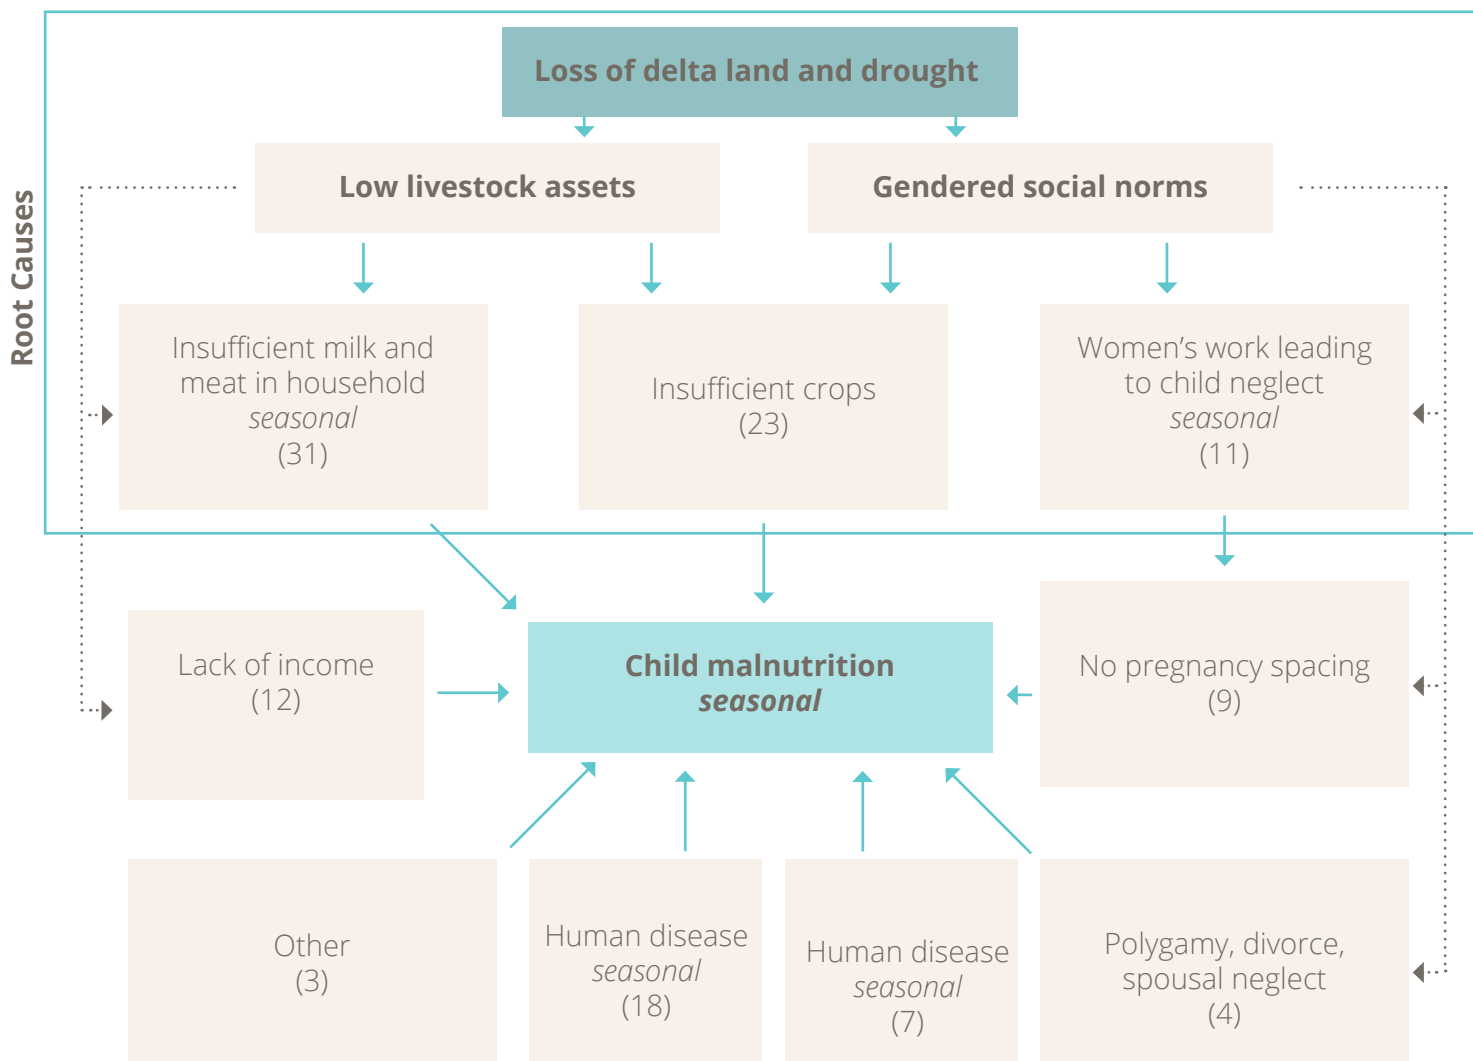 Root Causes
Loss of delta land and drought
Low livestock assets
Gendered social norms
Insufficient milk and
meat in household
seasonal
(31)
Insufficient crops
(23)
Women’s work leading
to child neglect
seasonal
(11)
Lack of income
(12)
Child malnutrition
seasonal
No pregnancy spacing
(9)
Other
(3)
Human disease
seasonal
(18)
Human disease
seasonal
(7)
Polygamy, divorce,
spousal neglect
(4)